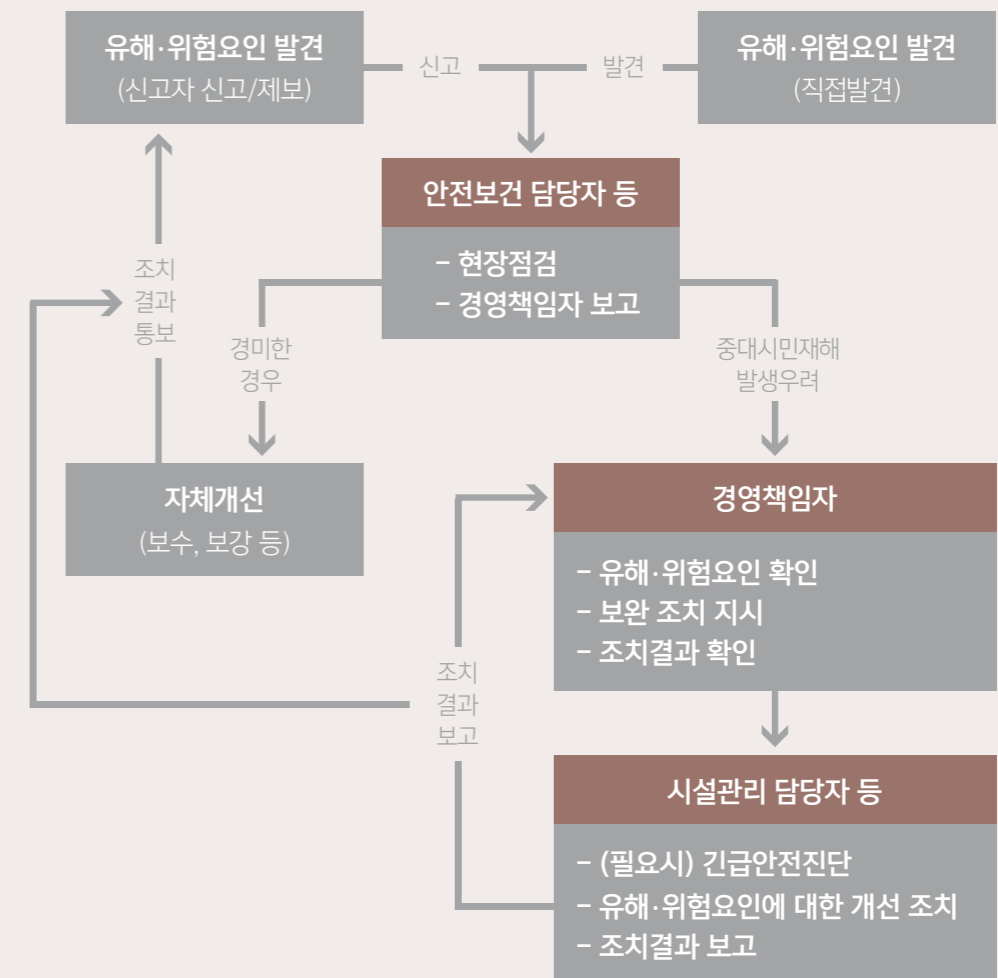 유해·위험요인 발견
(신고자 신고/제보)
신고
발견
유해·위험요인 발견
(직접발견)
안전보건 담당자 등
– 현장점검
– 경영책임자 보고
조치
결과
통보
경미한
경우
중대시민재해
발생우려
자체개선
(보수, 보강 등)
경영책임자
– 유해·위험요인 확인
– 보완 조치 지시
– 조치결과 확인
조치
결과
보고
시설관리 담당자 등
– (필요시) 긴급안전진단
– 유해·위험요인에 대한 개선 조치
– 조치결과 보고